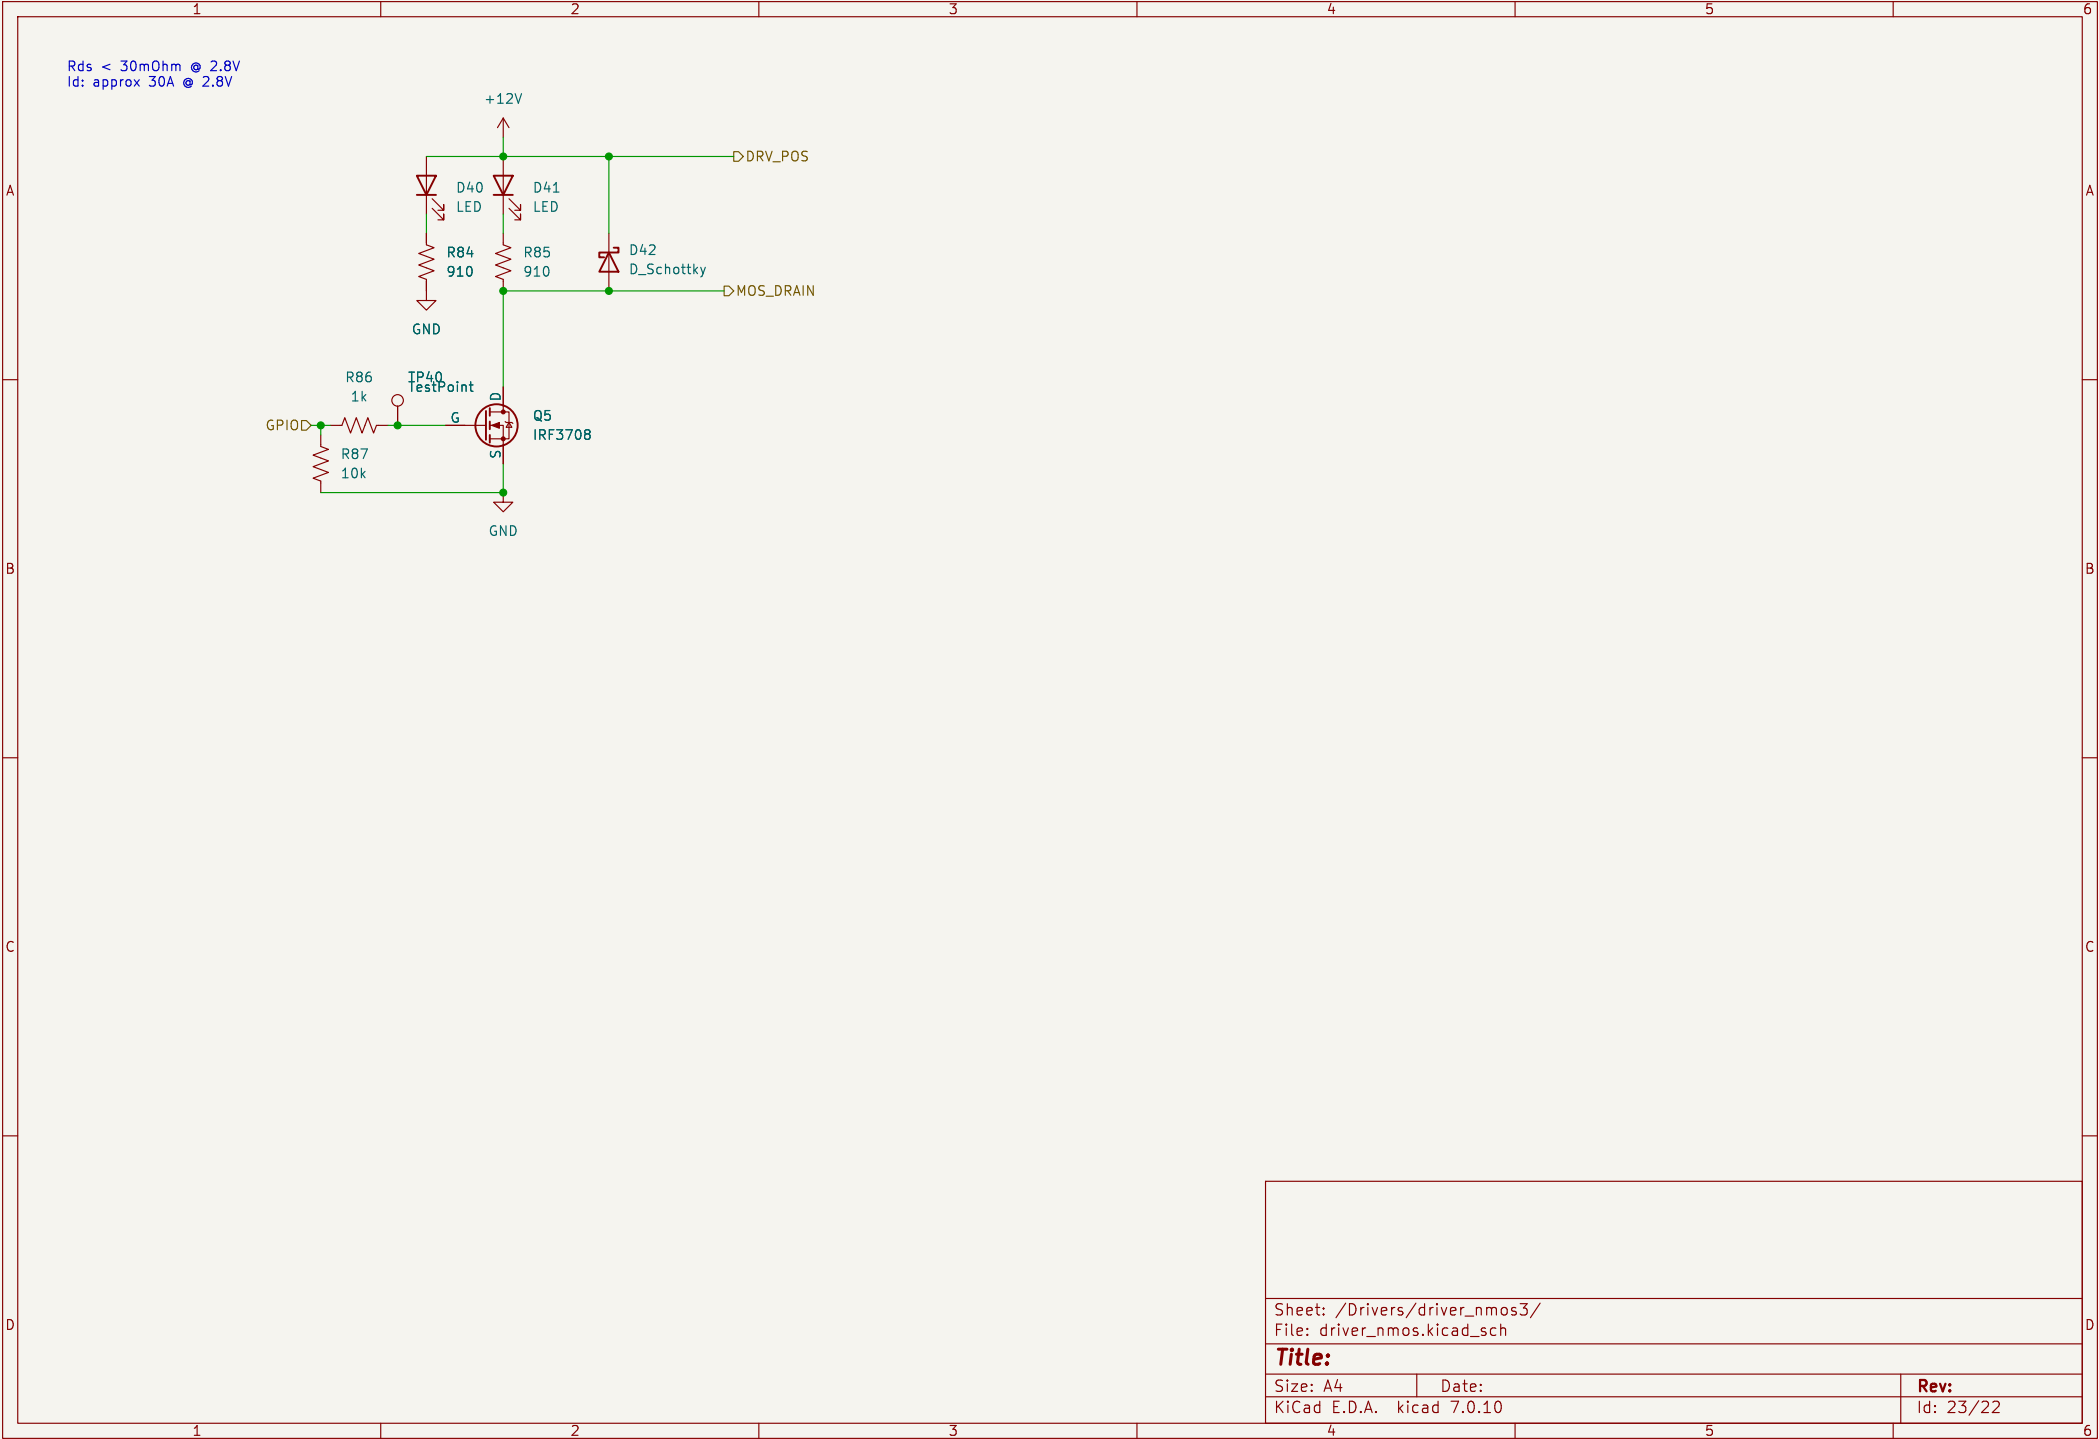 1 2 3 4 5 6
Rds < 30mOhm @ 2.8V
Id: approx 30A @ 2.8V
+12V
DRV_POS
A A
D40
LED
D41
LED
R84
910
R85
910
D42
D_Schottky
MOS_DRAIN
GND
R86
1k
TP40
TestPoint
D
G
Q5
IRF3708
GPIO
S
R87
10k
GND
B B
C C
Sheet: /Drivers/driver_nmos3/
D D
File: driver_nmos.kicad_sch
Title:
Size: A4 Date: Rev:
KiCad E.D.A. kicad 7.0.10 Id: 23/22
1 2 3 4 5 6